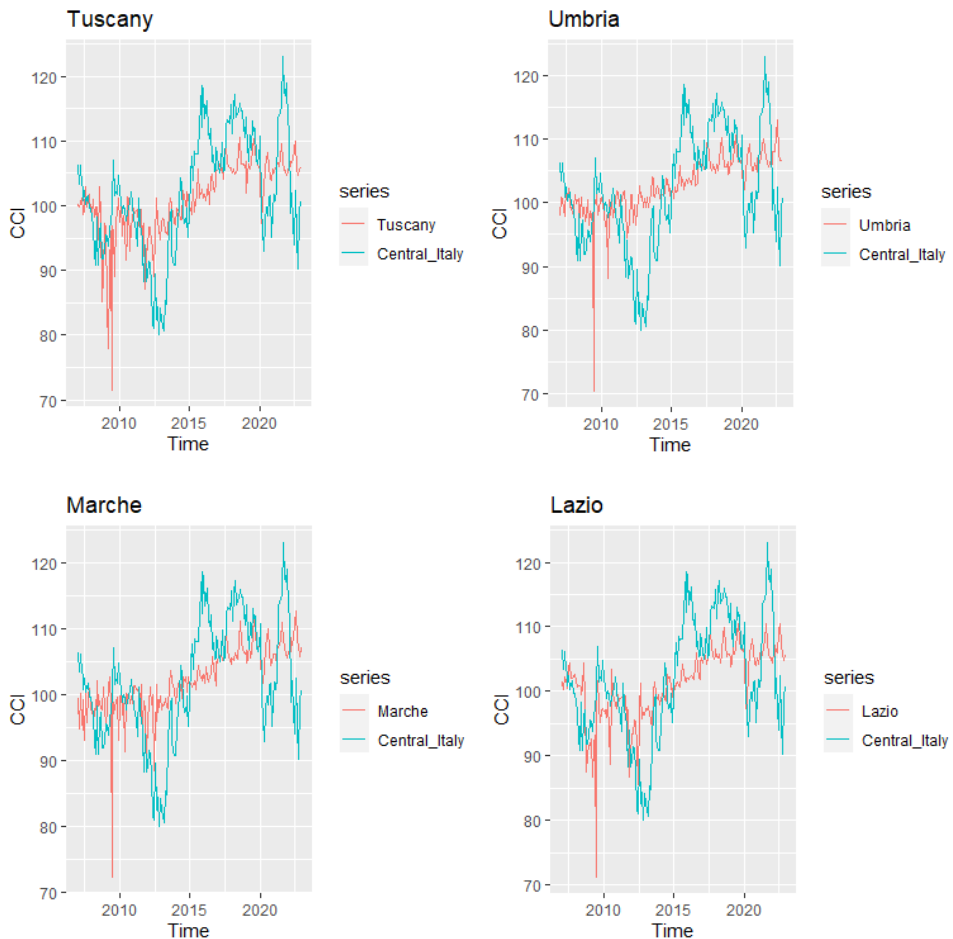 Tuscany
120
110
100
90
80
70
CCI
2010 2015 2020
Time
series
Tuscany
Central_Italy
Umbria
120
110
100
90
80
70
CCI
2010 2015 2020
Time
series
Umbria
Central_Italy
Marche
120
110
100
90
80
70
CCI
2010 2015 2020
Time
series
Marche
Central_Italy
Lazio
120
110
100
90
80
70
CCI
2010 2015 2020
Time
series
Lazio
Central_Italy